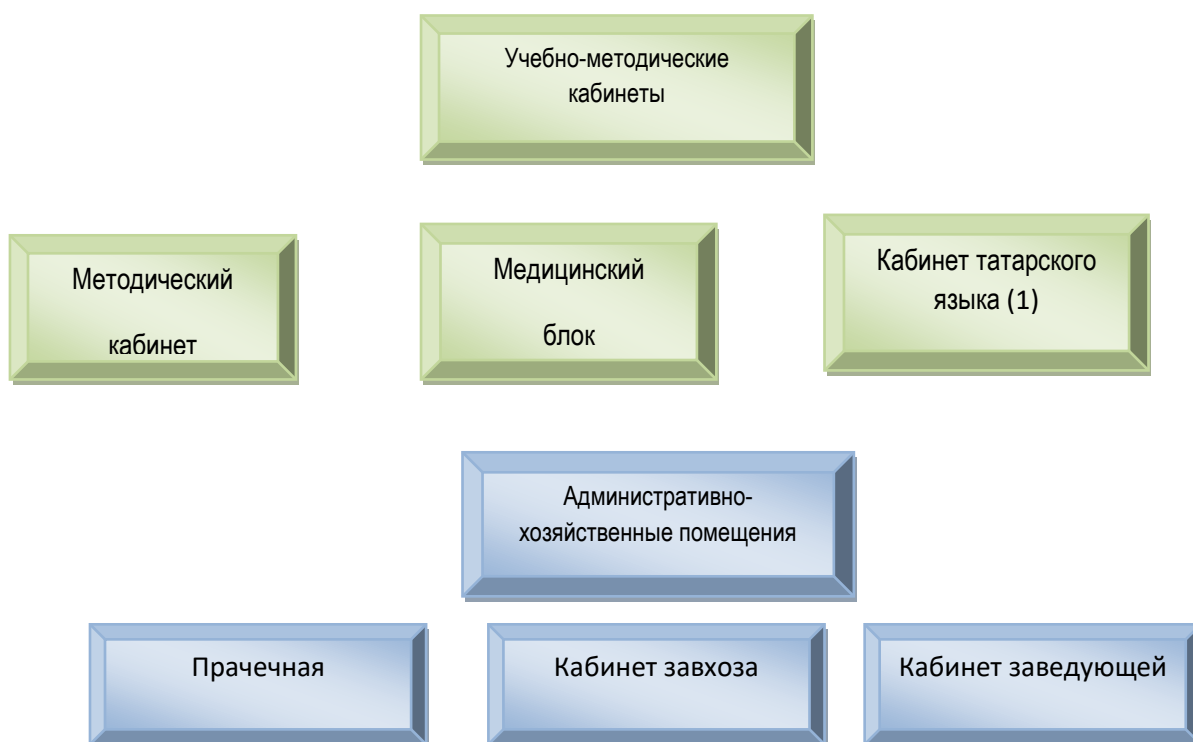 Учебно-методические
кабинеты
Методический
кабинет
Медицинский
блок
Кабинет татарского
языка (1)
Административно-
хозяйственные помещения
Прачечная
Кабинет завхоза
Кабинет заведующей